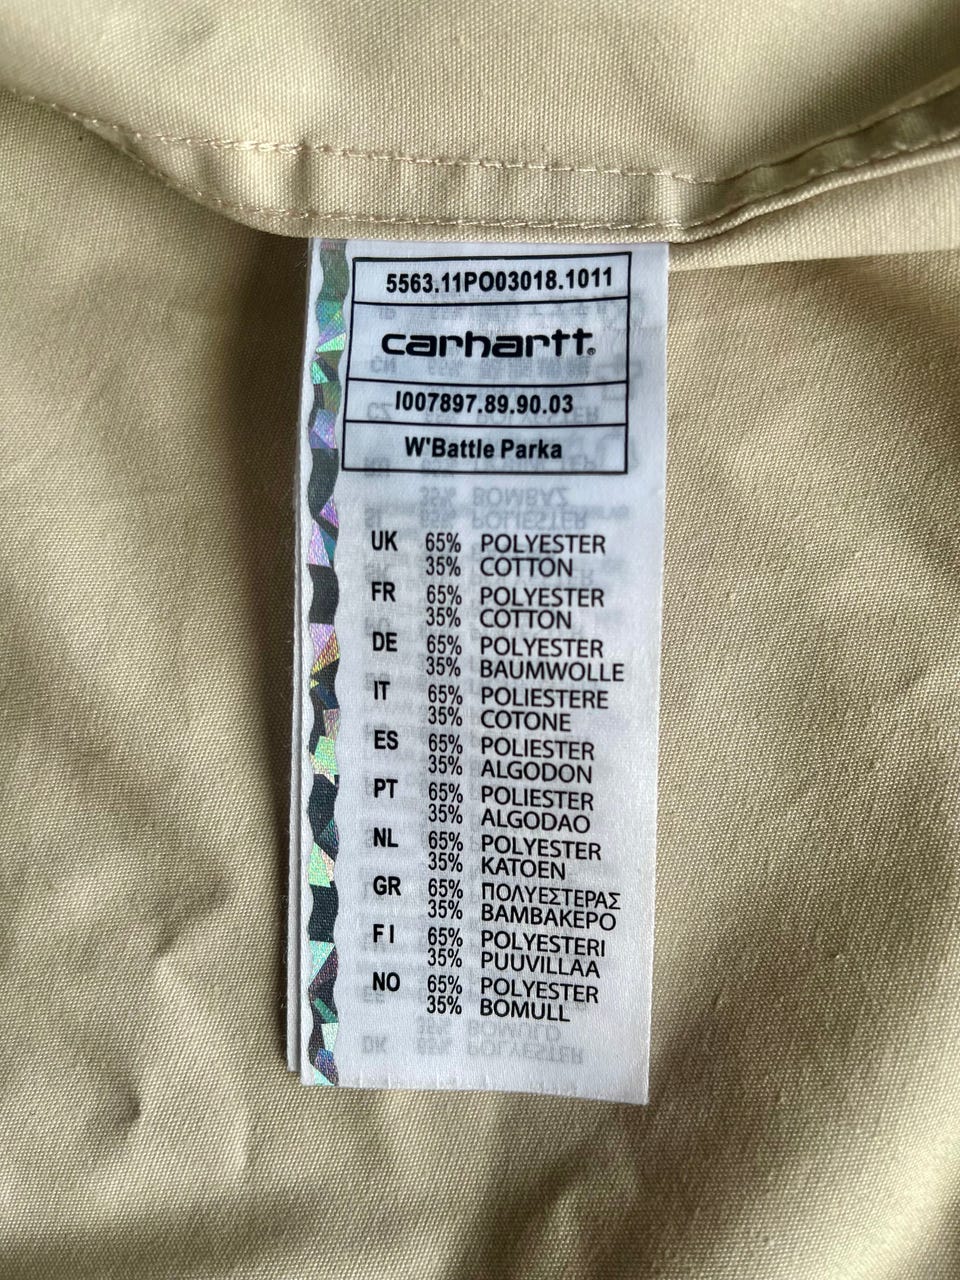 5563.11PO03018.1011
carhartt®
I007897.89.90.03
W'Battle Parka
UK 65% POLYESTER
35% COTTON
FR 65% POLYESTER
35% COTTON
DE 65% POLYESTER
35% BAUMWOLLE
IT 65% POLIESTERE
35% COTONE
ES 65% POLIESTER
35% ALGODON
PT 65% POLIESTER
35% ALGODAO
NL 65% POLYESTER
35% KATOEN
GR 65% ΠΟΛΥΕΣΤΕΡΑΣ
35% ΒΑΜΒΑΚΕΡΟ
FI 65% POLYESTERI
35% PUUVILLAA
NO 65% POLYESTER
35% BOMULL